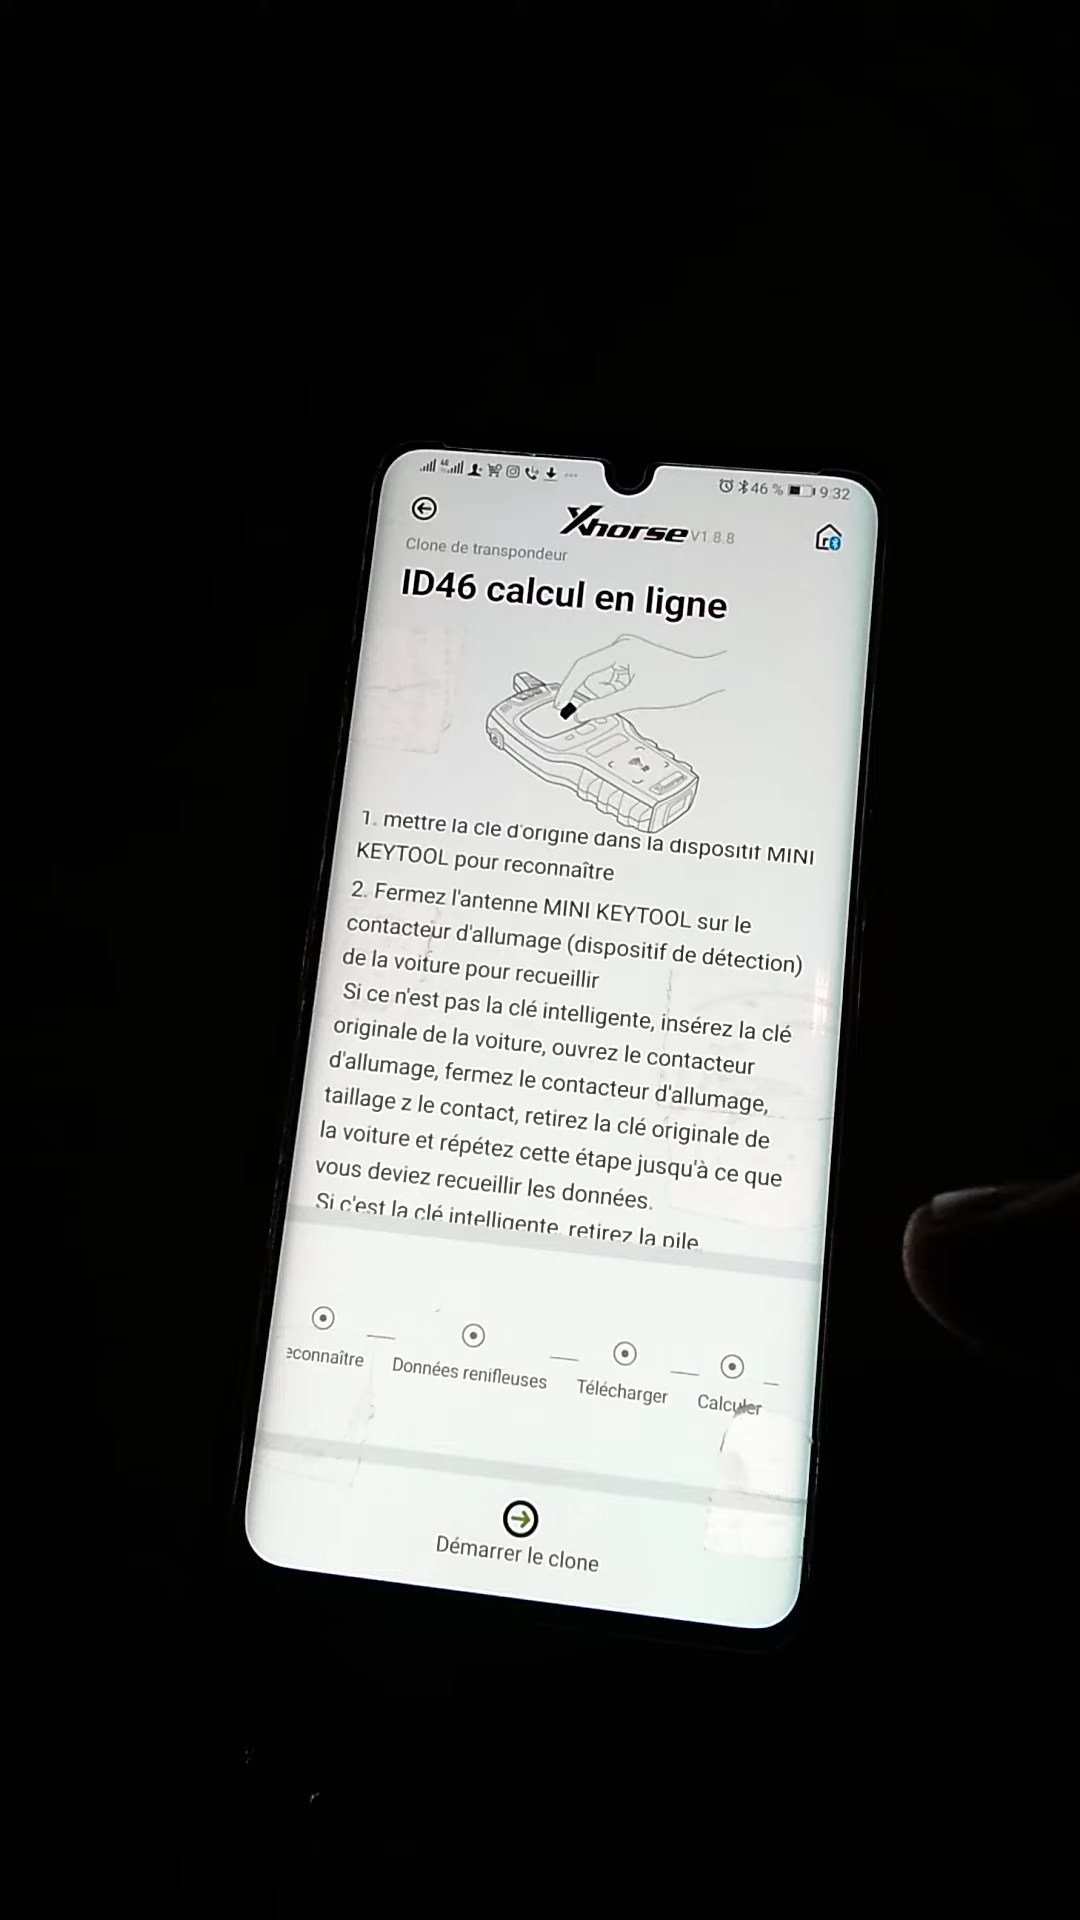 46 % 9:32
Xhorse V1.8.8
Clone de transpondeur
ID46 calcul en ligne
1. mettre la cle d'origine dans la dispositif MINI
KEYTOOL pour reconnaître
2. Fermez l'antenne MINI KEYTOOL sur le
contacteur d'allumage (dispositif de détection)
de la voiture pour recueillir
Si ce n'est pas la clé intelligente, insérez la clé
originale de la voiture, ouvrez le contacteur
d'allumage, fermez le contacteur d'allumage,
taillage z le contact, retirez la clé originale de
la voiture et répétez cette étape jusqu'à ce que
vous deviez recueillir les données.
Si c'est la clé intelligente, retirez la pile
econnaître Données renifleuses Télécharger Calculer
Démarrer le clone